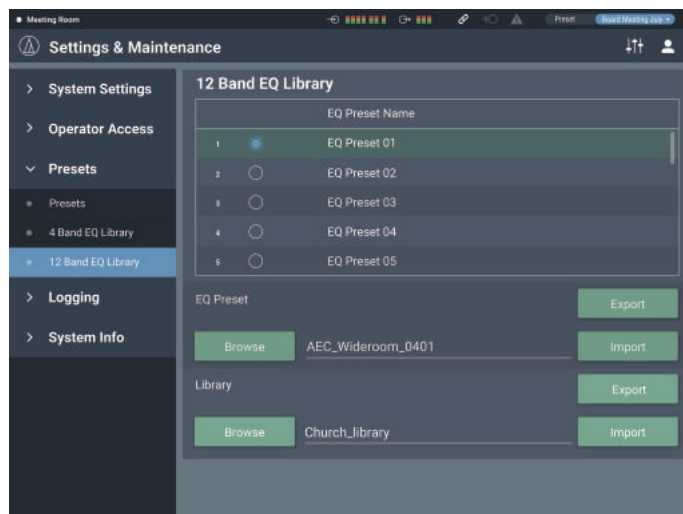 Meeting Room
Preset
Board Meeting July
Settings & Maintenance
System Settings
Operator Access
Presets
Presets
4 Band EQ Library
12 Band EQ Library
Logging
System Info
12 Band EQ Library
EQ Preset Name
1 EQ Preset 01
2 EQ Preset 02
3 EQ Preset 03
4 EQ Preset 04
5 EQ Preset 05
EQ Preset
Export
Browse AEC_Wideroom_0401 Import
Library
Export
Browse Church_library Import